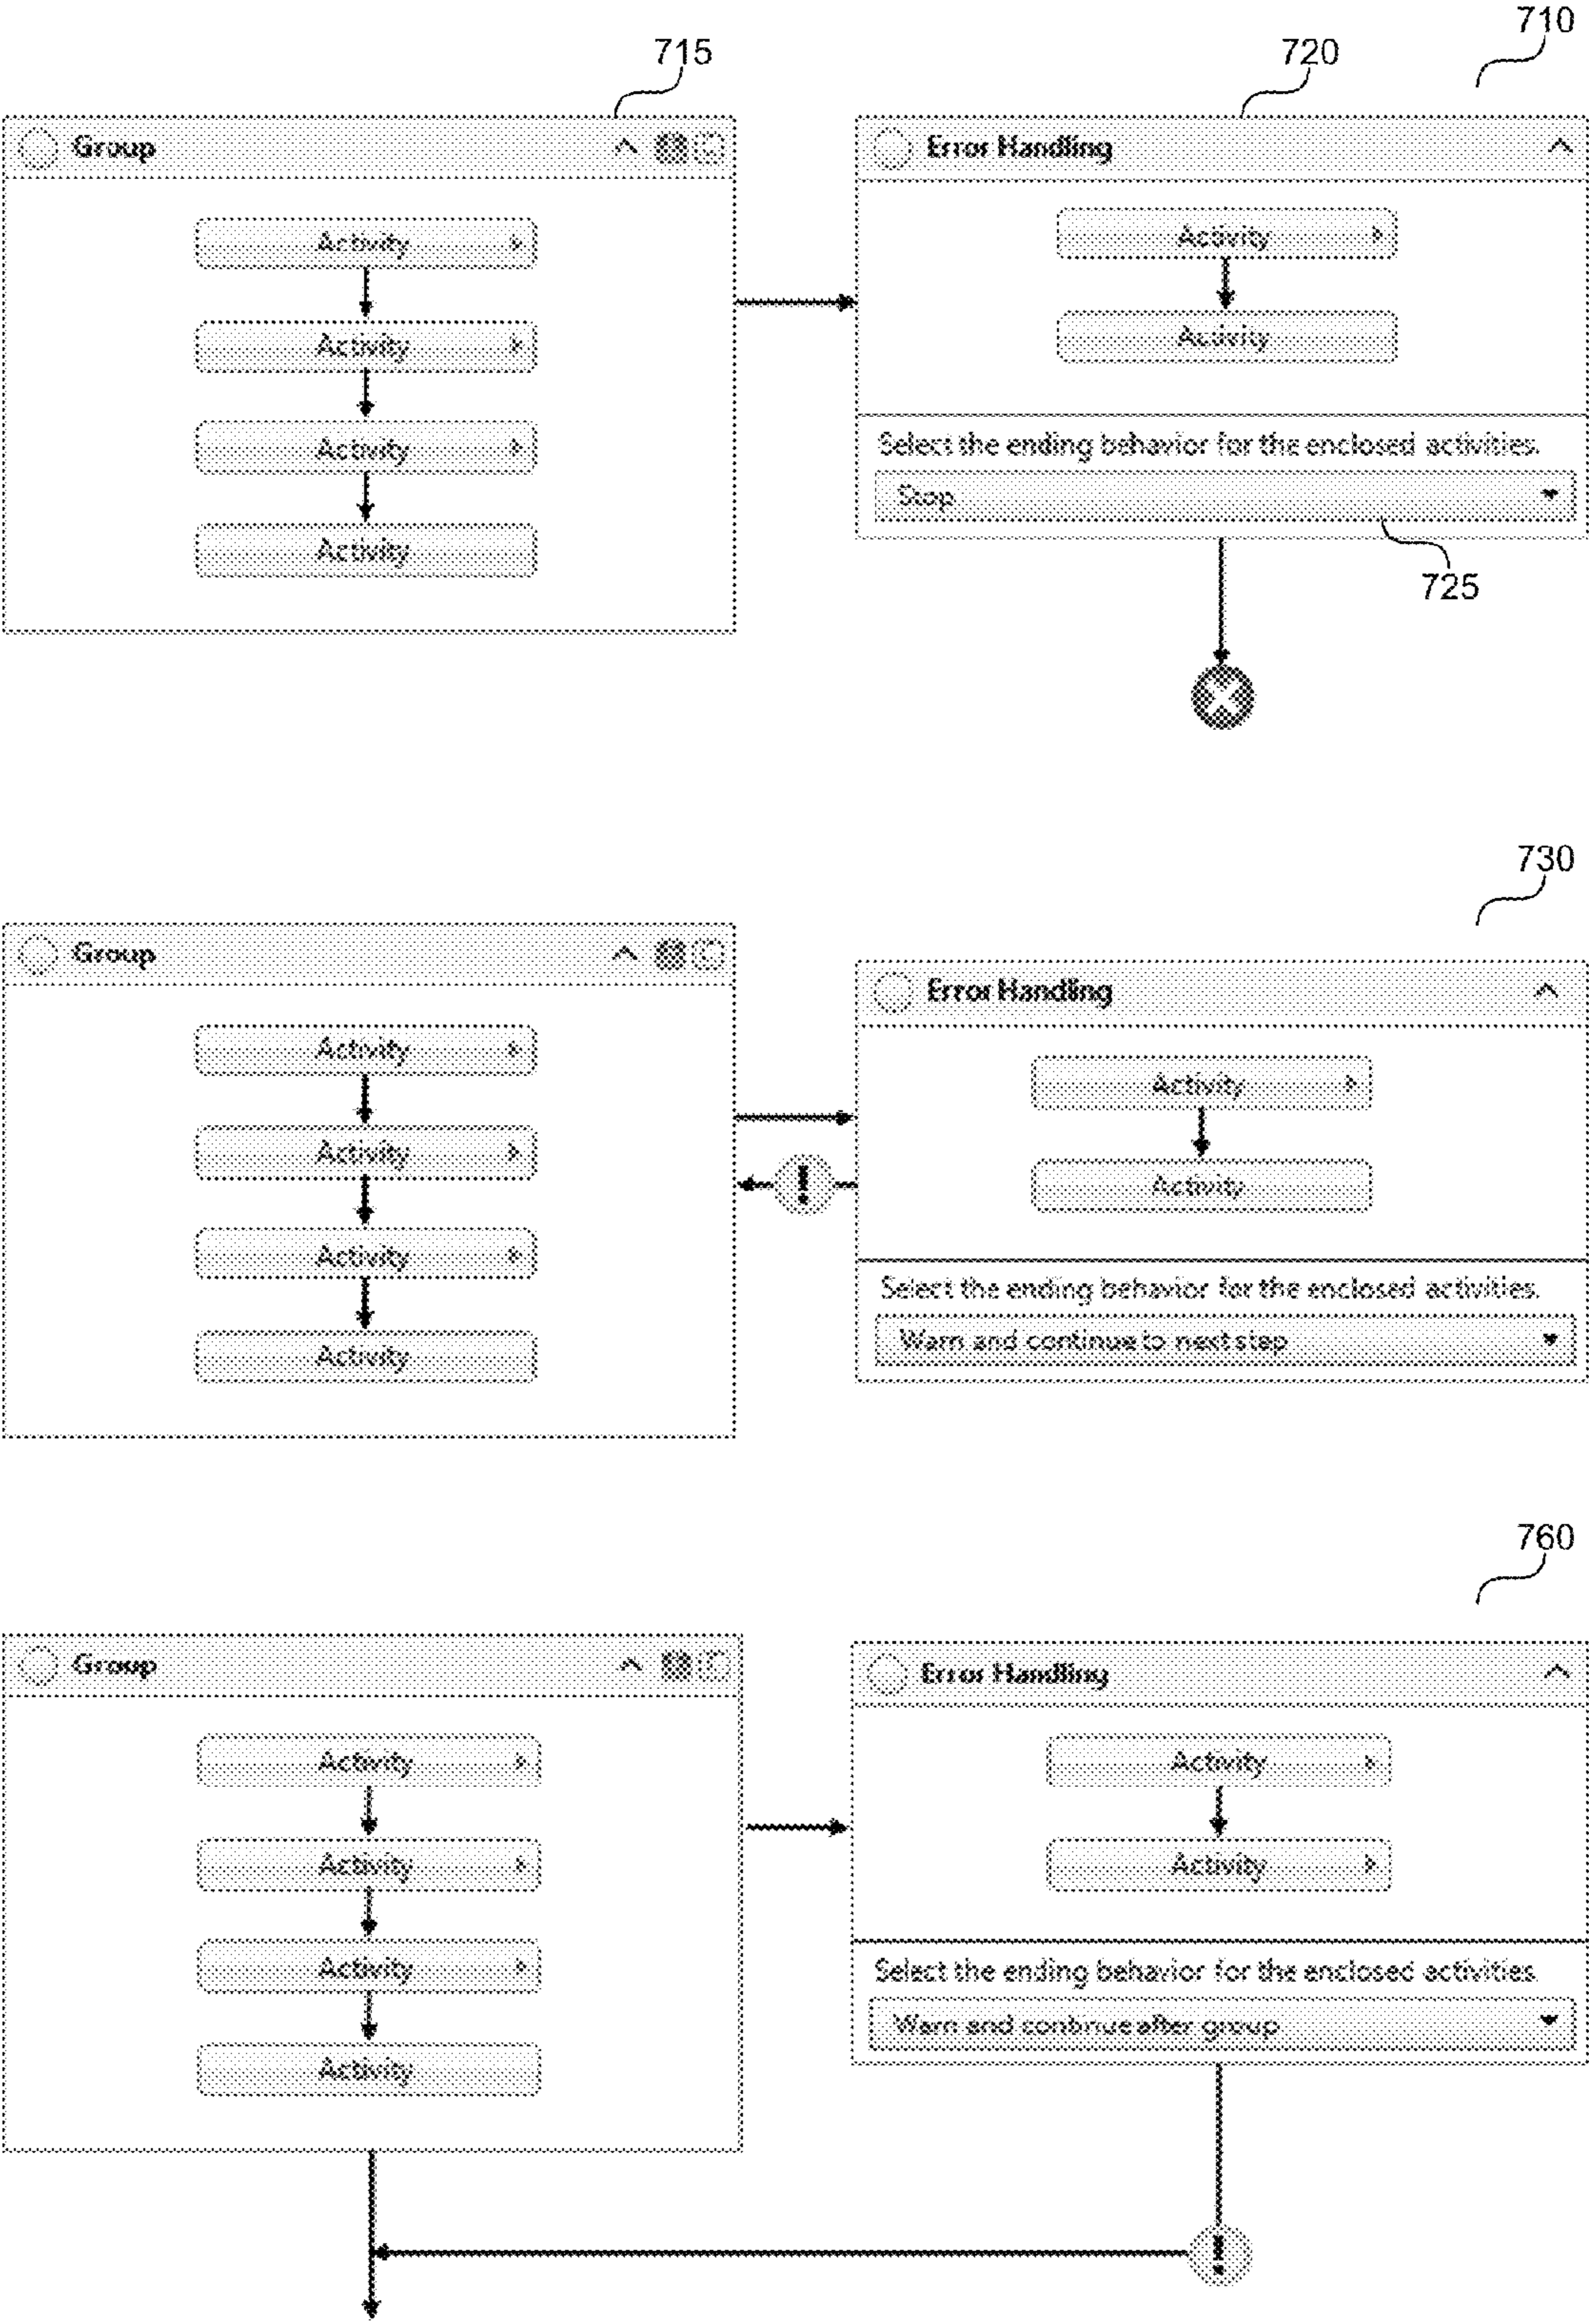 710
715
720
Group
Error Handling
Activity
Activity
Activity
Activity
Activity
Activity
Select the ending behavior for the enclosed activities.
Stop
725
730
Group
Error Handling
Activity
Activity
Activity
Activity
Activity
Activity
!
Select the ending behavior for the enclosed activities.
Warn and continue to next step
760
Group
Error Handling
Activity
Activity
Activity
Activity
Activity
Activity
Select the ending behavior for the enclosed activities.
Warn and continue after group
!